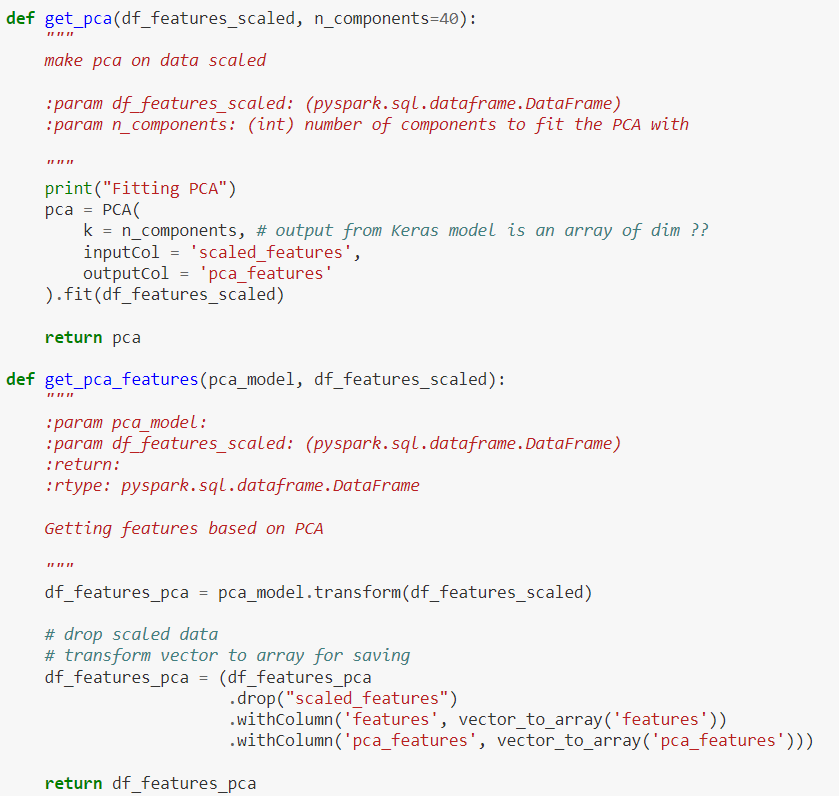 def get_pca(df_features_scaled, n_components=40):
    """
    make pca on data scaled

    :param df_features_scaled: (pyspark.sql.dataframe.DataFrame)
    :param n_components: (int) number of components to fit the PCA with

    """
    print("Fitting PCA")
    pca = PCA(
        k = n_components, # output from Keras model is an array of dim ??
        inputCol = 'scaled_features',
        outputCol = 'pca_features'
    ).fit(df_features_scaled)

    return pca

def get_pca_features(pca_model, df_features_scaled):
    """
    :param pca_model:
    :param df_features_scaled: (pyspark.sql.dataframe.DataFrame)
    :return:
    :rtype: pyspark.sql.dataframe.DataFrame

    Getting features based on PCA

    """
    df_features_pca = pca_model.transform(df_features_scaled)

    # drop scaled data
    # transform vector to array for saving
    df_features_pca = (df_features_pca
                       .drop("scaled_features")
                       .withColumn('features', vector_to_array('features'))
                       .withColumn('pca_features', vector_to_array('pca_features')))

    return df_features_pca